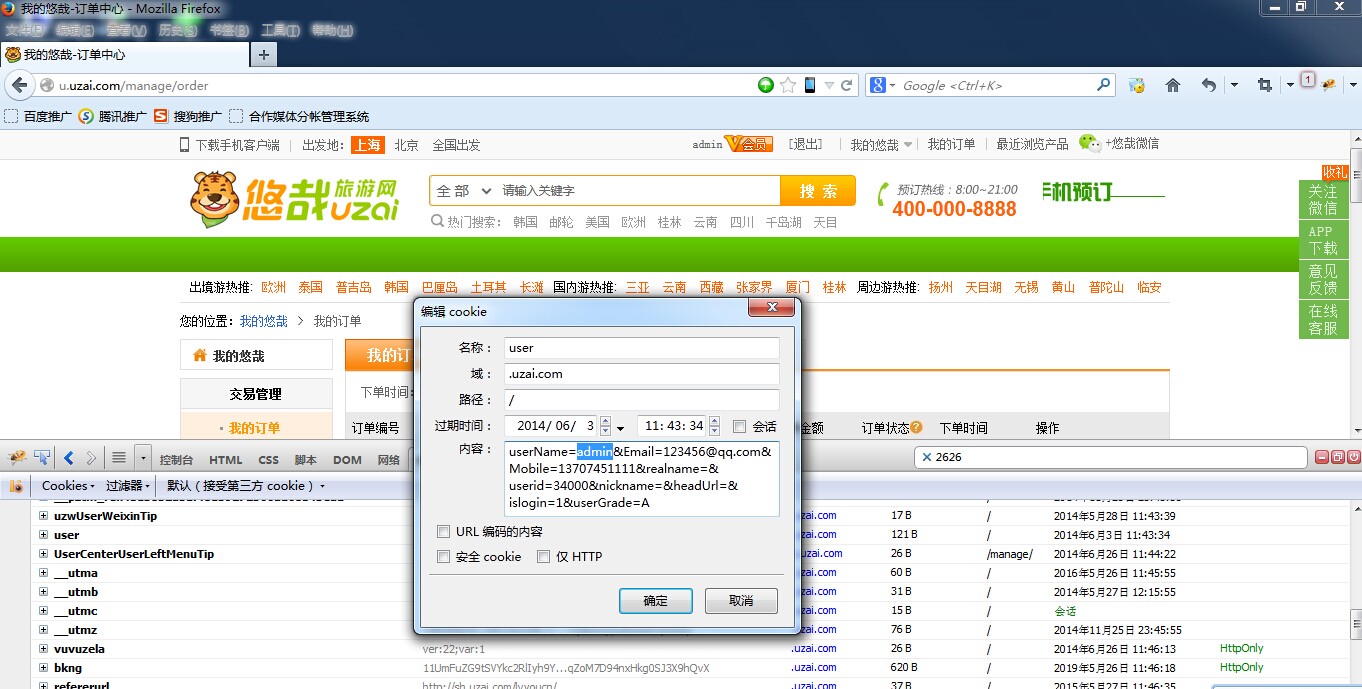 我的悠哉-订单中心 - Mozilla Firefox
文件(F) 编辑(E) 查看(V) 历史(S) 书签(B) 工具(T) 帮助(H)
我的悠哉-订单中心 +
u.uzai.com/manage/order
Google <Ctrl+K>
1
百度推广 腾讯推广 搜狗推广 合作媒体分帐管理系统
下载手机客户端 | 出发地: 上海 北京 全国出发
admin V会员 [退出] | 我的悠哉 | 我的订单 | 最近浏览产品 +悠哉微信
悠哉旅游网 uzai
全部 请输入关键字 搜 索
热门搜索: 韩国 邮轮 美国 欧洲 桂林 云南 四川 千岛湖 天目
预订热线:8:00~21:00
400-000-8888
手机预订
收礼
关注微信
APP下载
意见反馈
在线客服
出境游热推: 欧洲 泰国 普吉岛 韩国 巴厘岛 土耳其 长滩 国内游热推: 三亚 云南 西藏 张家界 厦门 桂林 周边游热推: 扬州 天目湖 无锡 黄山 普陀山 临安
您的位置: 我的悠哉 > 我的订单
我的悠哉
交易管理
· 我的订单
我的订
下单时间:
订单编号
金额 订单状态 下单时间 操作
编辑 cookie
名称: user
域: .uzai.com
路径: /
过期时间: 2014/ 06/ 3 11: 43: 34 会话
内容: userName=admin&Email=123456@qq.com&
Mobile=13707451111&realname=&
userid=34000&nickname=&headUrl=&
islogin=1&userGrade=A
URL 编码的内容
安全 cookie 仅 HTTP
确定 取消
控制台 HTML CSS 脚本 DOM 网络
2626
Cookies 过滤器 默认(接受第三方 cookie)
uzwUserWeixinTip .uzai.com 17 B / 2014年5月28日 11:43:39
user .uzai.com 121 B / 2014年6月3日 11:43:34
UserCenterUserLeftMenuTip uzai.com 26 B /manage/ 2014年6月26日 11:44:22
__utma zai.com 60 B / 2016年5月26日 11:45:55
__utmb zai.com 31 B / 2014年5月27日 12:15:55
__utmc zai.com 15 B / 会话
__utmz zai.com 76 B / 2014年11月25日 23:45:55
vuvuzela ver:22;var:1 .uzai.com 26 B / 2014年6月26日 11:46:13 HttpOnly
bkng 11UmFuZG9tSVYkc2RlIyh9Y...qZoM7D94nxHkg0SJ3X9hQvX .uzai.com 620 B / 2019年5月26日 11:46:18 HttpOnly
refererurl http://sh.uzai.com/lvyoucn/ .uzai.com 37 B / 2015年5月27日 11:46:35